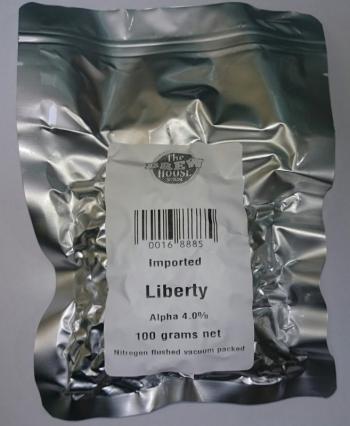 The
BREW
HOUSE
0016 8885
Imported
Liberty
Alpha 4.0%
100 grams net
Nitrogen flushed vacuum packed